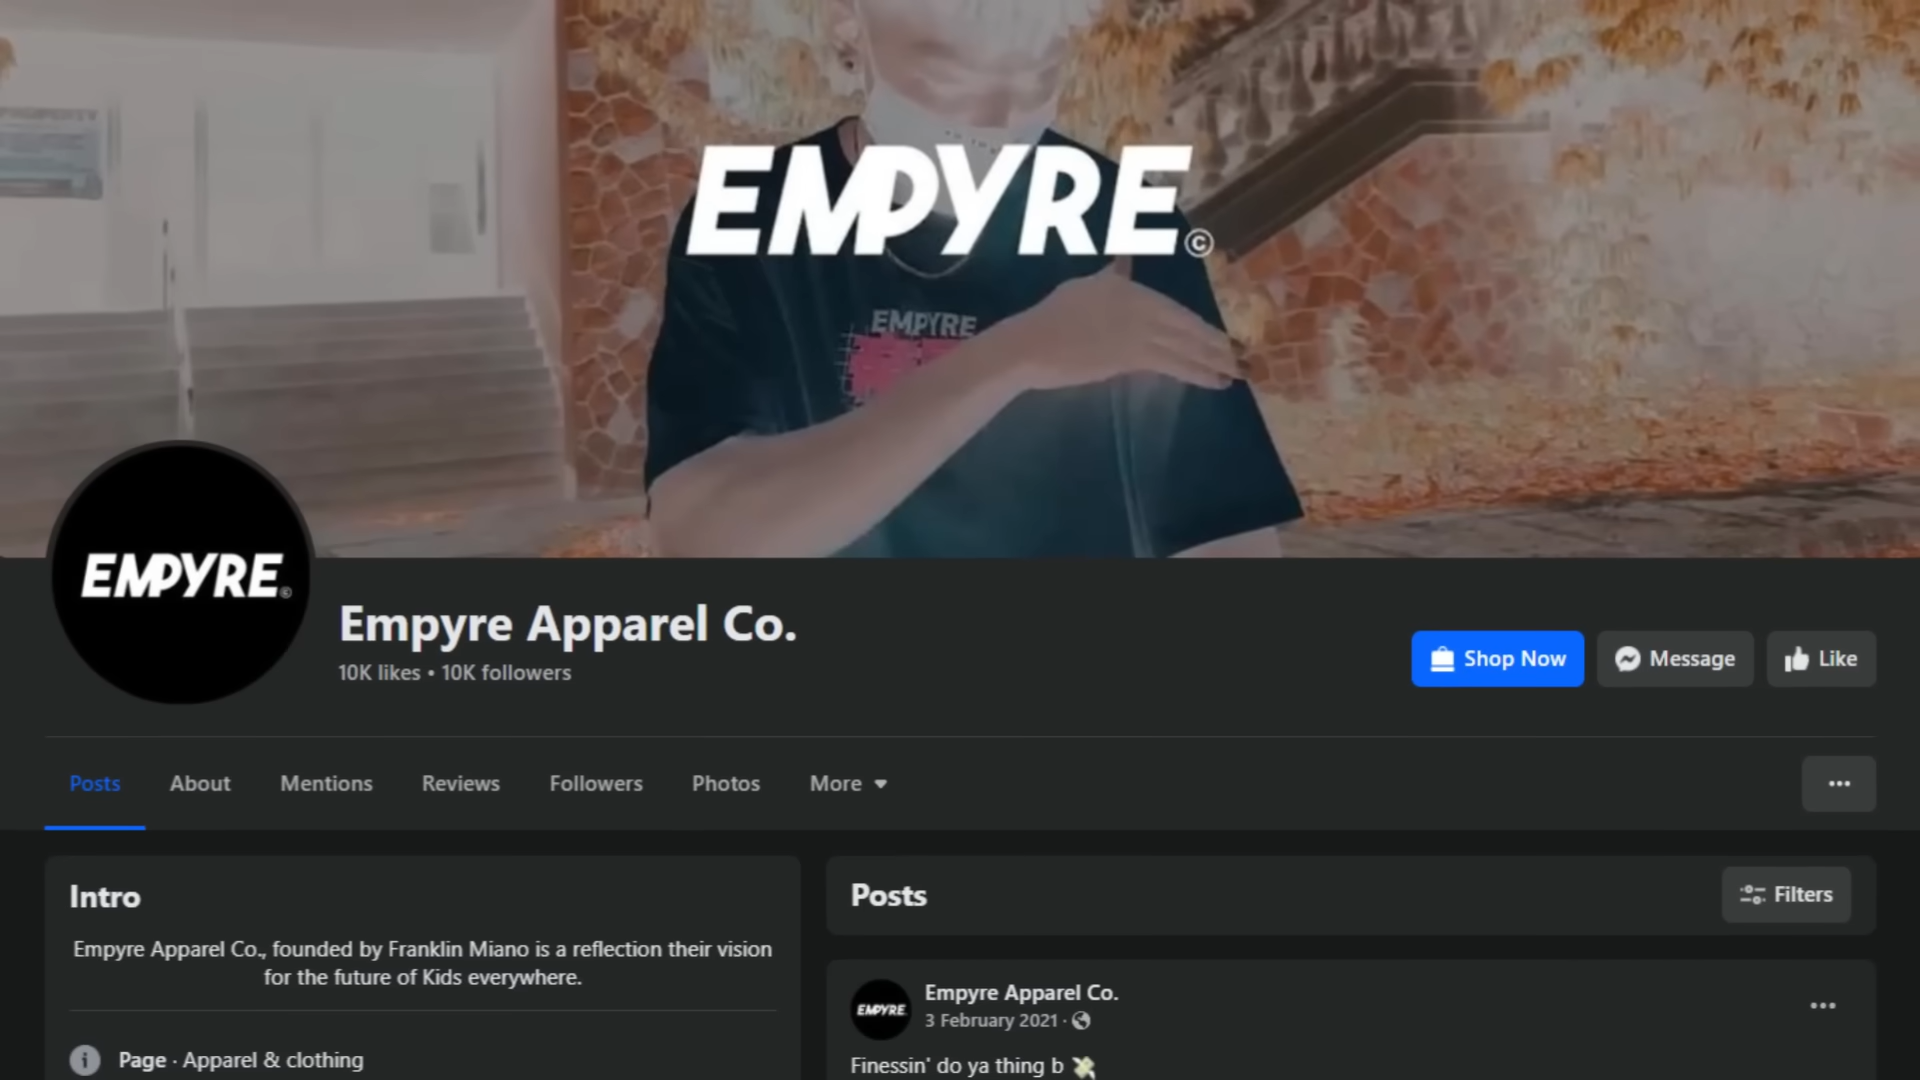 EMPYRE©
EMPYRE
EMPYRE©
Empyre Apparel Co.
10K likes • 10K followers
Shop Now
Message
Like
Posts
About
Mentions
Reviews
Followers
Photos
More
Intro
Empyre Apparel Co., founded by Franklin Miano is a reflection their vision
for the future of Kids everywhere.
Page · Apparel & clothing
Posts
Filters
EMPYRE
Empyre Apparel Co.
3 February 2021 ·
Finessin' do ya thing b 💸